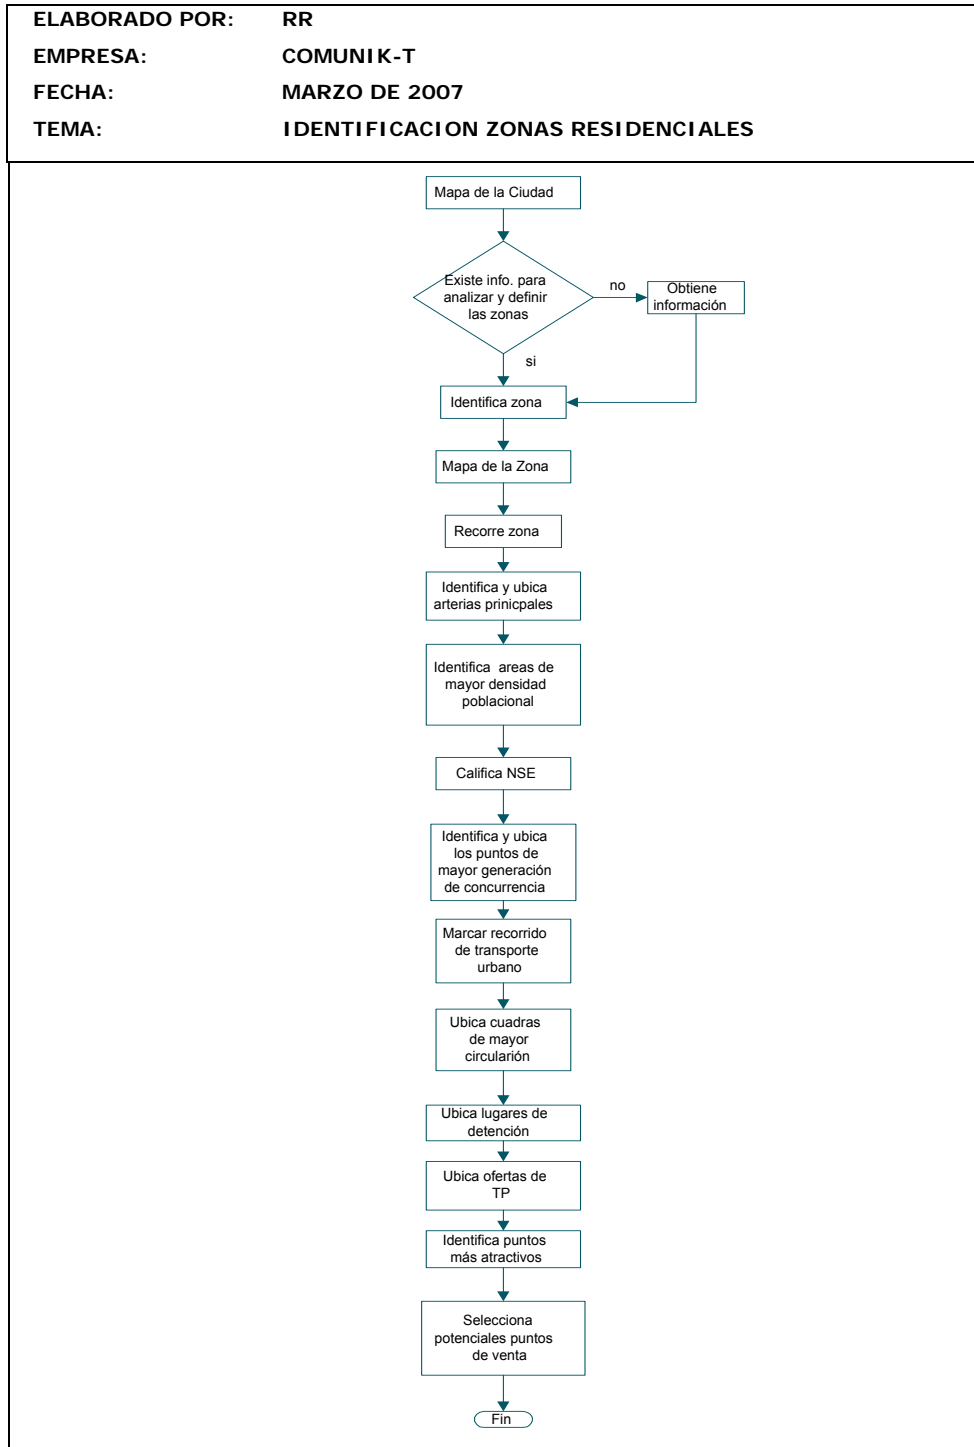 ELABORADO POR: RR
EMPRESA: COMUNIK-T
FECHA: MARZO DE 2007
TEMA: IDENTIFICACION ZONAS RESIDENCIALES
Mapa de la Ciudad
Existe info. para
analizar y definir
las zonas
no
Obtiene
información
si
Identifica zona
Mapa de la Zona
Recorre zona
Identifica y ubica
arterias prinicpales
Identifica areas de
mayor densidad
poblacional
Califica NSE
Identifica y ubica
los puntos de
mayor generación
de concurrencia
Marcar recorrido
de transporte
urbano
Ubica cuadras
de mayor
circularión
Ubica lugares de
detención
Ubica ofertas de
TP
Identifica puntos
más atractivos
Selecciona
potenciales puntos
de venta
Fin